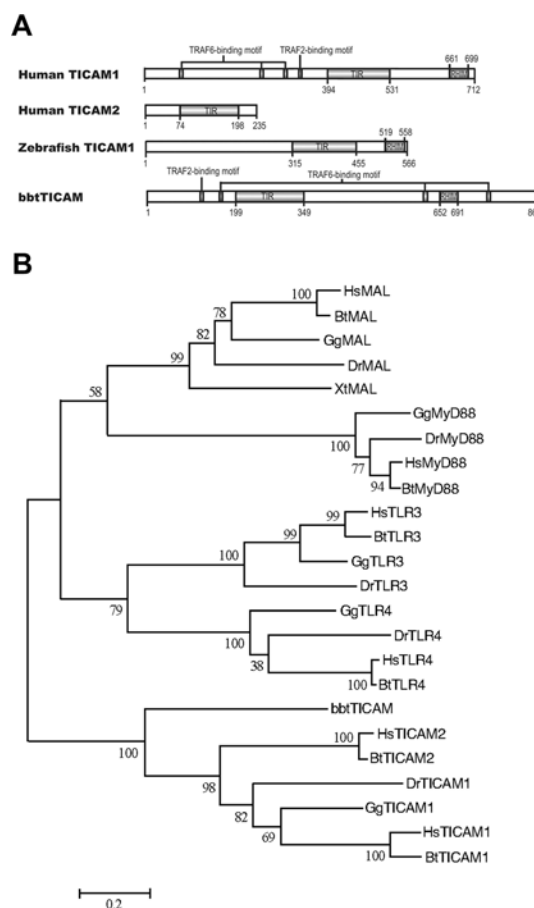 A
TRAF6-binding motif TRAF2-binding motif
661 699
Human TICAM1
TIR
1 394 531 712
Human TICAM2
TIR
1 74 198 235
519 558
Zebrafish TICAM1
TIR
1 315 455 566
TRAF2-binding motif TRAF6-binding motif
bbtTICAM
TIR
1 199 349 652 691
B
HsMAL
100
BtMAL
78
GgMAL
82
DrMAL
99
XtMAL
58
GgMyD88
100
DrMyD88
77
HsMyD88
94
BtMyD88
HsTLR3
99
BtTLR3
99
GgTLR3
100
DrTLR3
79
GgTLR4
100
DrTLR4
38
HsTLR4
100
BtTLR4
bbtTICAM
100
HsTICAM2
100
BtTICAM2
98
DrTICAM1
82
GgTICAM1
69
HsTICAM1
100
BtTICAM1
0.2